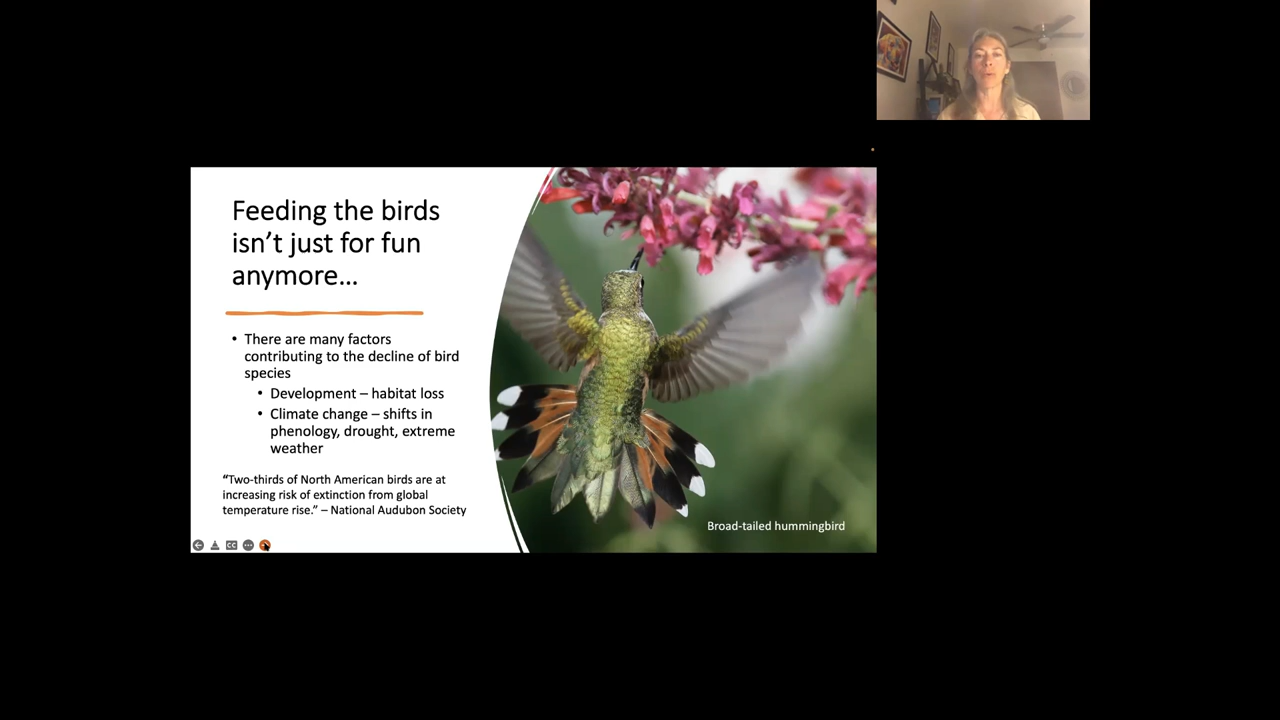 Feeding the birds
isn’t just for fun
anymore…
• There are many factors
contributing to the decline of bird
species
• Development – habitat loss
• Climate change – shifts in
phenology, drought, extreme
weather
“Two-thirds of North American birds are at
increasing risk of extinction from global
temperature rise.” – National Audubon Society
Broad-tailed hummingbird
CC